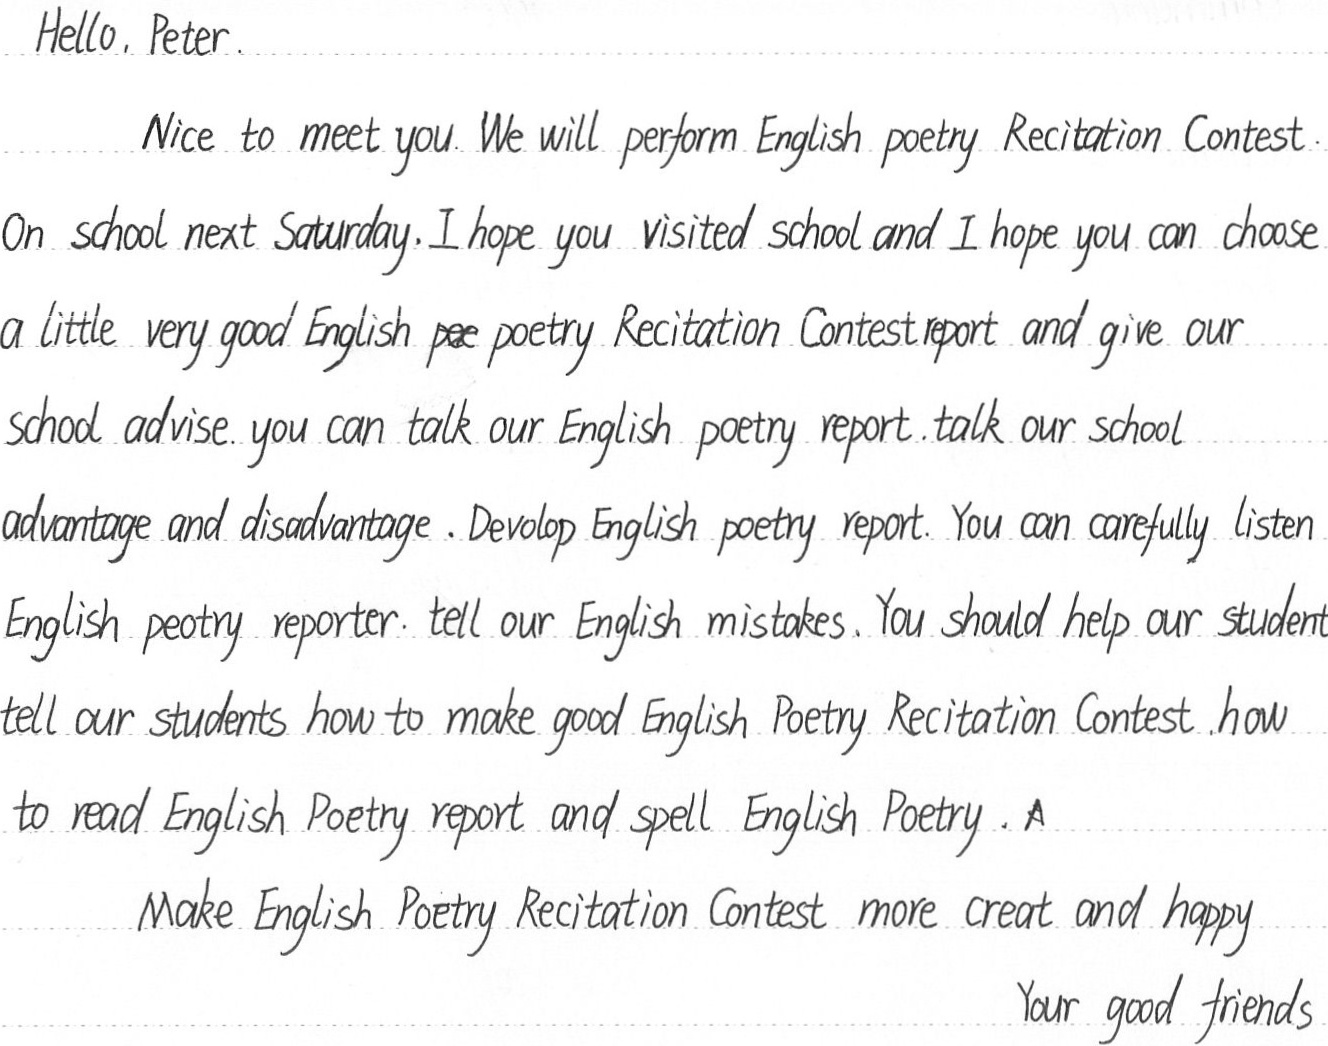 Hello, Peter.
Nice to meet you. We will perform English poetry Recitation Contest.
On school next Saturday. I hope you visited school and I hope you can choose
a little very good English poetry Recitation Contest report and give our
school advise. you can talk our English poetry report. talk our school
advantage and disadvantage. Devolop English poetry report. You can carefully listen
English peotry reporter. tell our English mistakes. You should help our student
tell our students how to make good English Poetry Recitation Contest. how
to read English Poetry report and spell English Poetry. A
Make English Poetry Recitation Contest more creat and happy
Your good friends